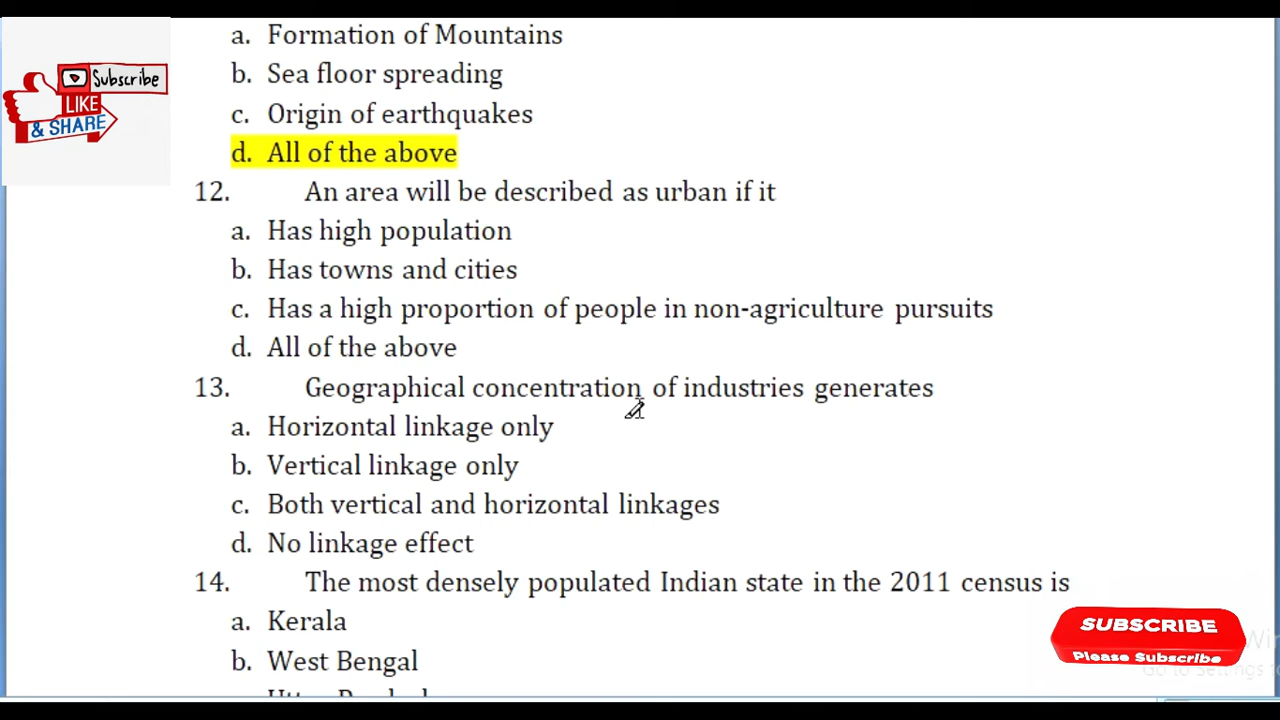 a. Formation of Mountains
Subscribe
b. Sea floor spreading
LIKE
& SHARE
c. Origin of earthquakes
d. All of the above
12. An area will be described as urban if it
a. Has high population
b. Has towns and cities
c. Has a high proportion of people in non-agriculture pursuits
d. All of the above
13. Geographical concentration of industries generates
a. Horizontal linkage only
b. Vertical linkage only
c. Both vertical and horizontal linkages
d. No linkage effect
14. The most densely populated Indian state in the 2011 census is
a. Kerala
SUBSCRIBE
Please Subscribe
b. West Bengal